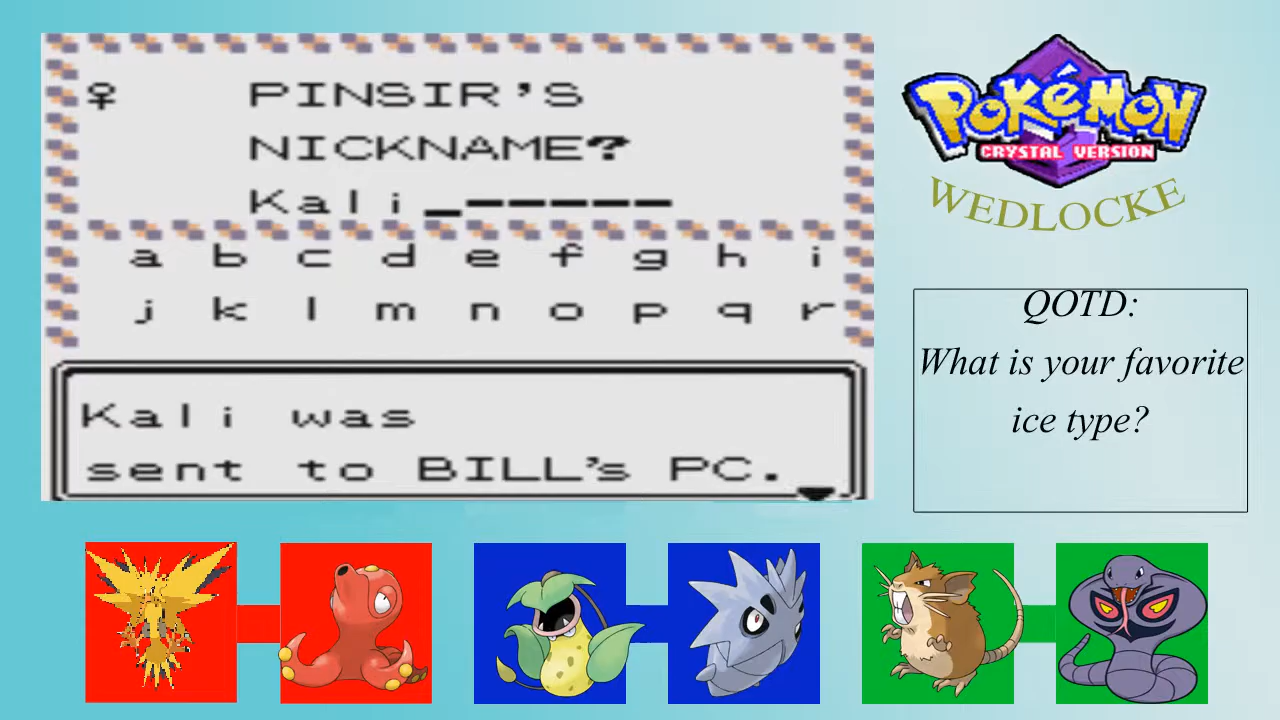 ♀ PINSIR'S
NICKNAME?
Kali
a b c d e f g h i
j k l m n o p q r
Kali was
sent to BILL's PC.
POKéMON
CRYSTAL VERSION
WEDLOCKE
QOTD:
What is your favorite
ice type?